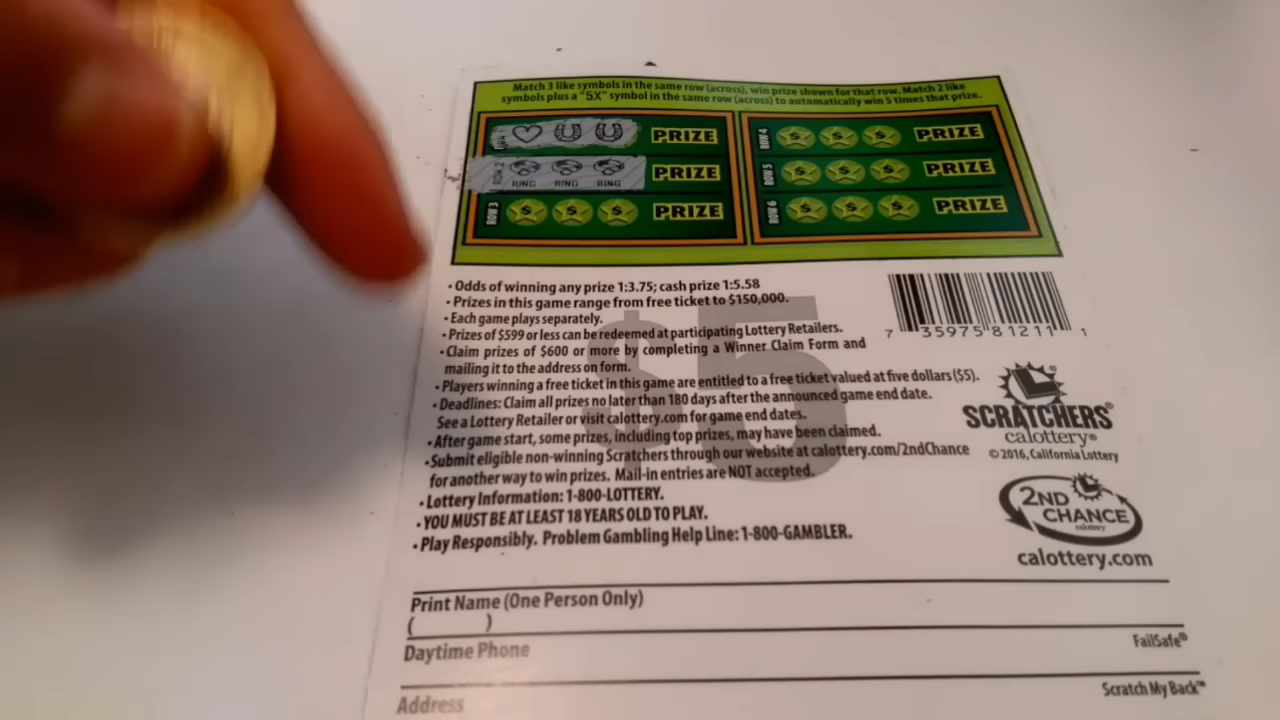 Match 3 like symbols in the same row (across), win prize shown for that row. Match 2 like
symbols plus a "5X" symbol in the same row (across) to automatically win 5 times that prize.
PRIZE
ROW 2 RING RING RING PRIZE
ROW 3 $ $ $ PRIZE
ROW 4 $ $ $ PRIZE
ROW 5 $ $ $ PRIZE
ROW 6 $ $ $ PRIZE
$5
• Odds of winning any prize 1:3.75; cash prize 1:5.58
• Prizes in this game range from free ticket to $150,000.
• Each game plays separately.
• Prizes of $599 or less can be redeemed at participating Lottery Retailers.
• Claim prizes of $600 or more by completing a Winner Claim Form and
mailing it to the address on form.
• Players winning a free ticket in this game are entitled to a free ticket valued at five dollars ($5).
• Deadlines: Claim all prizes no later than 180 days after the announced game end date.
See a Lottery Retailer or visit calottery.com for game end dates.
• After game start, some prizes, including top prizes, may have been claimed.
• Submit eligible non-winning Scratchers through our website at calottery.com/2ndChance
for another way to win prizes. Mail-in entries are NOT accepted.
• Lottery Information: 1-800-LOTTERY.
• YOU MUST BE AT LEAST 18 YEARS OLD TO PLAY.
• Play Responsibly. Problem Gambling Help Line: 1-800-GAMBLER.
7 35975 81211 1
SCRATCHERS®
calottery®
© 2016, California Lottery
2ND
CHANCE
calottery
calottery.com
Print Name (One Person Only)
( )
Daytime Phone
FailSafe®
Address
Scratch My Back™